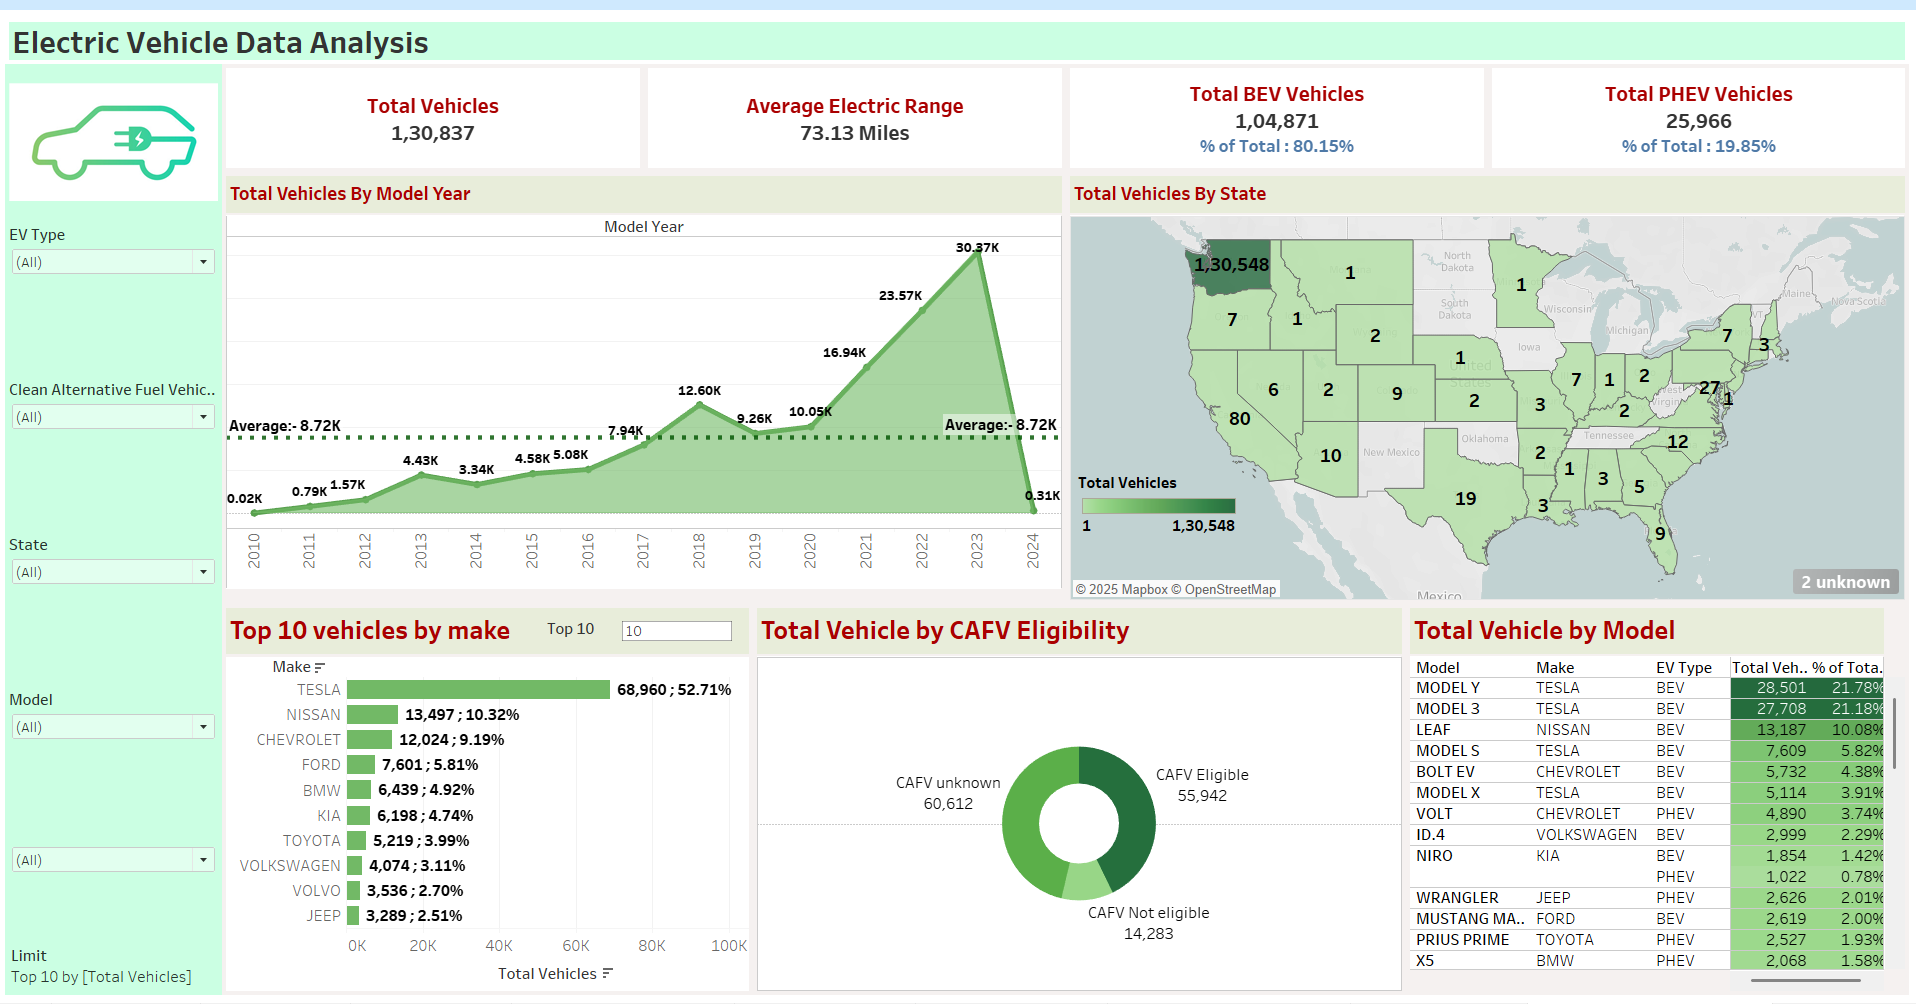 Electric Vehicle Data Analysis
Total Vehicles
1,30,837
Average Electric Range
73.13 Miles
Total BEV Vehicles
1,04,871
% of Total : 80.15%
Total PHEV Vehicles
25,966
% of Total : 19.85%
EV Type
(All)
Clean Alternative Fuel Vehic..
(All)
State
(All)
Model
(All)
(All)
Limit
Top 10 by [Total Vehicles]
Total Vehicles By Model Year
Model Year
30.37K
23.57K
16.94K
12.60K
9.26K
10.05K
7.94K
Average:- 8.72K
Average:- 8.72K
4.43K
3.34K
4.58K
5.08K
1.57K
0.79K
0.02K
0.31K
2010
2011
2012
2013
2014
2015
2016
2017
2018
2019
2020
2021
2022
2023
2024
Total Vehicles By State
1,30,548
1
North Dakota
1
Maine
Nova Scotia
South Dakota
Wisconsin
VT
7
1
2
Michigan
7
3
1
Iowa
United States
7
1
2
6
2
9
2
3
27
1
West Virginia
2
80
12
10
New Mexico
Oklahoma
Tennessee
2
1
3
5
19
3
9
Total Vehicles
1
1,30,548
© 2025 Mapbox © OpenStreetMap
Mexico
2 unknown
Top 10 vehicles by make
Top 10
10
Make
TESLA
68,960 ; 52.71%
NISSAN
13,497 ; 10.32%
CHEVROLET
12,024 ; 9.19%
FORD
7,601 ; 5.81%
BMW
6,439 ; 4.92%
KIA
6,198 ; 4.74%
TOYOTA
5,219 ; 3.99%
VOLKSWAGEN
4,074 ; 3.11%
VOLVO
3,536 ; 2.70%
JEEP
3,289 ; 2.51%
0K
20K
40K
60K
80K
100K
Total Vehicles
Total Vehicle by CAFV Eligibility
CAFV unknown
60,612
CAFV Eligible
55,942
CAFV Not eligible
14,283
Total Vehicle by Model
Model Make EV Type Total Veh.. % of Tota.
MODEL Y TESLA BEV 28,501 21.78%
MODEL 3 TESLA BEV 27,708 21.18%
LEAF NISSAN BEV 13,187 10.08%
MODEL S TESLA BEV 7,609 5.82%
BOLT EV CHEVROLET BEV 5,732 4.38%
MODEL X TESLA BEV 5,114 3.91%
VOLT CHEVROLET PHEV 4,890 3.74%
ID.4 VOLKSWAGEN BEV 2,999 2.29%
NIRO KIA BEV 1,854 1.42%
PHEV 1,022 0.78%
WRANGLER JEEP PHEV 2,626 2.01%
MUSTANG MA.. FORD BEV 2,619 2.00%
PRIUS PRIME TOYOTA PHEV 2,527 1.93%
X5 BMW PHEV 2,068 1.58%